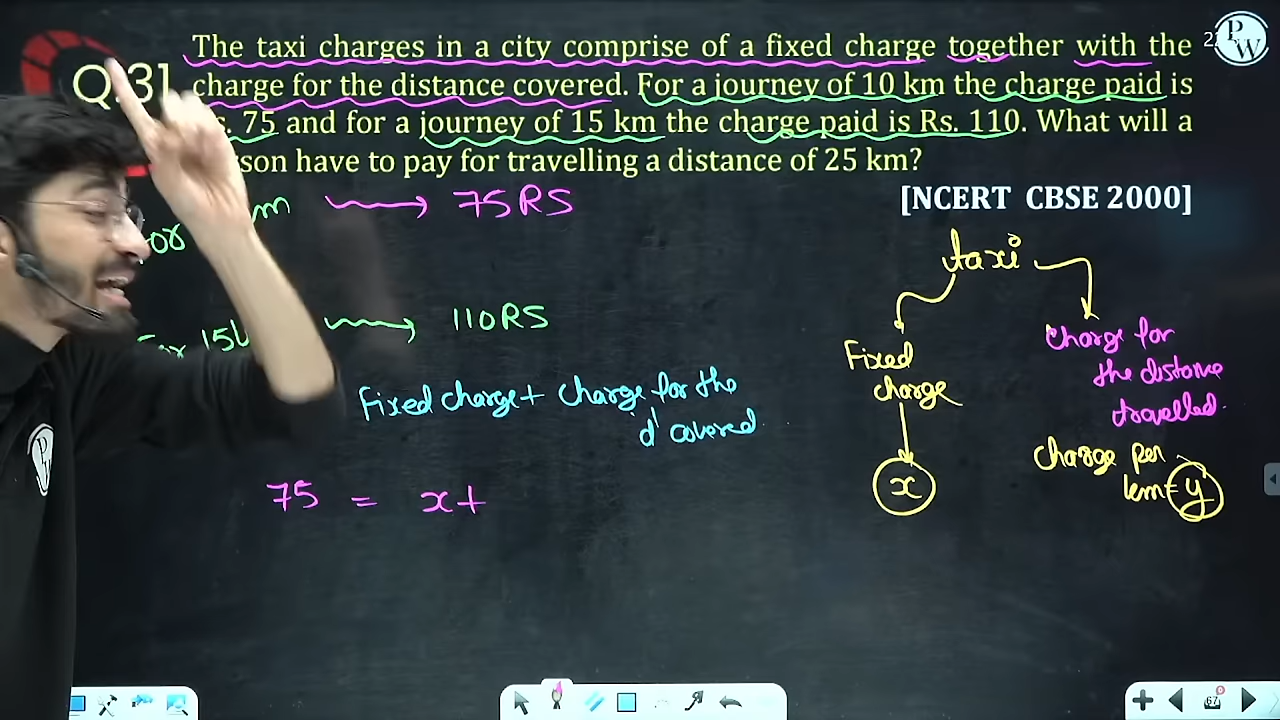 Q.31 The taxi charges in a city comprise of a fixed charge together with the
charge for the distance covered. For a journey of 10 km the charge paid is
75 and for a journey of 15 km the charge paid is Rs. 110. What will a
have to pay for travelling a distance of 25 km?
[NCERT CBSE 2000]
75RS
110RS
Fixed charge + charge for the
d' covered
75 = x+
taxi
Fixed
charge
x
Charge for
the distance
travelled.
Charge per
km = y
PW
67